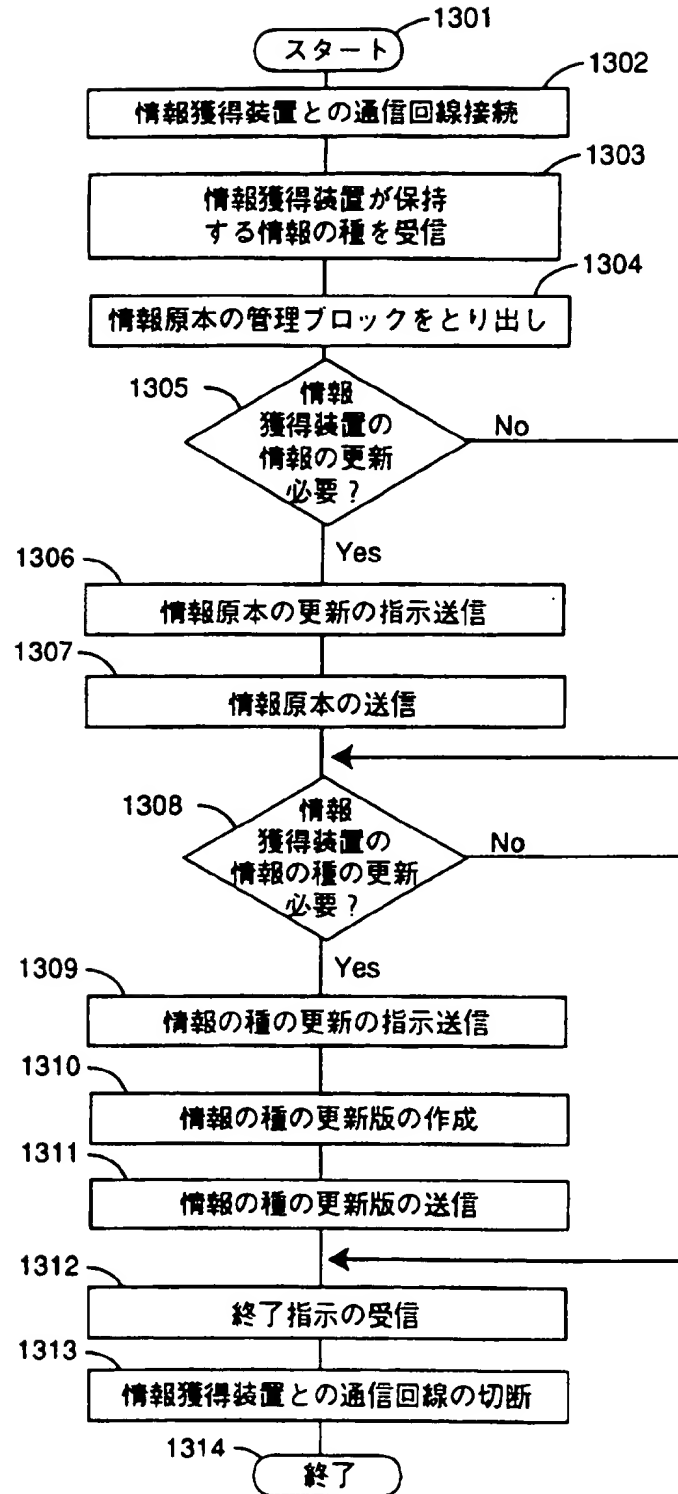 1301
スタート
1302
情報獲得装置との通信回線接続
1303
情報獲得装置が保持
する情報の種を受信
1304
情報原本の管理ブロックをとり出し
1305
情報
獲得装置の
情報の更新
必要？
No
Yes
1306
情報原本の更新の指示送信
1307
情報原本の送信
1308
情報
獲得装置の
情報の種の更新
必要？
No
Yes
1309
情報の種の更新の指示送信
1310
情報の種の更新版の作成
1311
情報の種の更新版の送信
1312
終了指示の受信
1313
情報獲得装置との通信回線の切断
1314
終了